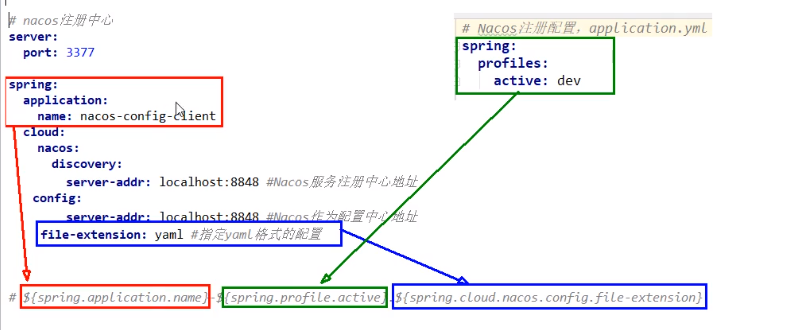 # nacos注册中心
server:
  port: 3377
spring:
  application:
    name: nacos-config-client
  cloud:
    nacos:
      discovery:
        server-addr: localhost:8848 #Nacos服务注册中心地址
   config:
        server-addr: localhost:8848 #Nacos作为配置中心地址
    file-extension: yaml #指定yaml格式的配置
# Nacos注册配置，application.yml
spring:
  profiles:
    active: dev
# ${spring.application.name}-${spring.profile.active}.${spring.cloud.nacos.config.file-extension}